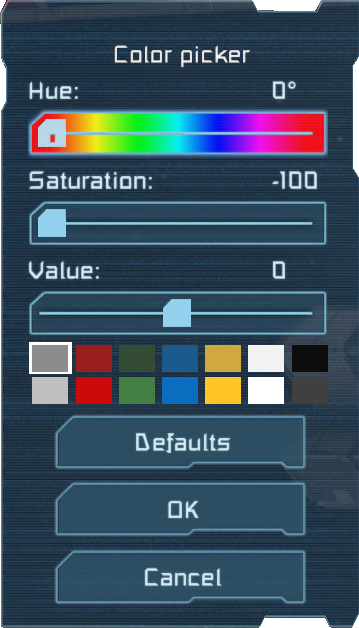 Color picker
Hue: 0°
Saturation: -100
Value: 0
Defaults
OK
Cancel